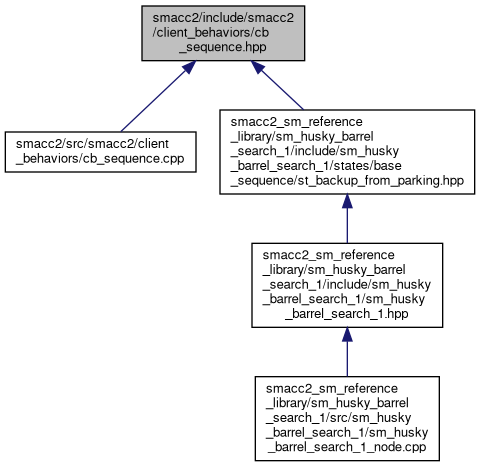 smacc2/include/smacc2
/client_behaviors/cb
_sequence.hpp
smacc2/src/smacc2/client
_behaviors/cb_sequence.cpp
smacc2_sm_reference
_library/sm_husky_barrel
_search_1/include/sm_husky
_barrel_search_1/states/base
_sequence/st_backup_from_parking.hpp
smacc2_sm_reference
_library/sm_husky_barrel
_search_1/include/sm_husky
_barrel_search_1/sm_husky
_barrel_search_1.hpp
smacc2_sm_reference
_library/sm_husky_barrel
_search_1/src/sm_husky
_barrel_search_1/sm_husky
_barrel_search_1_node.cpp